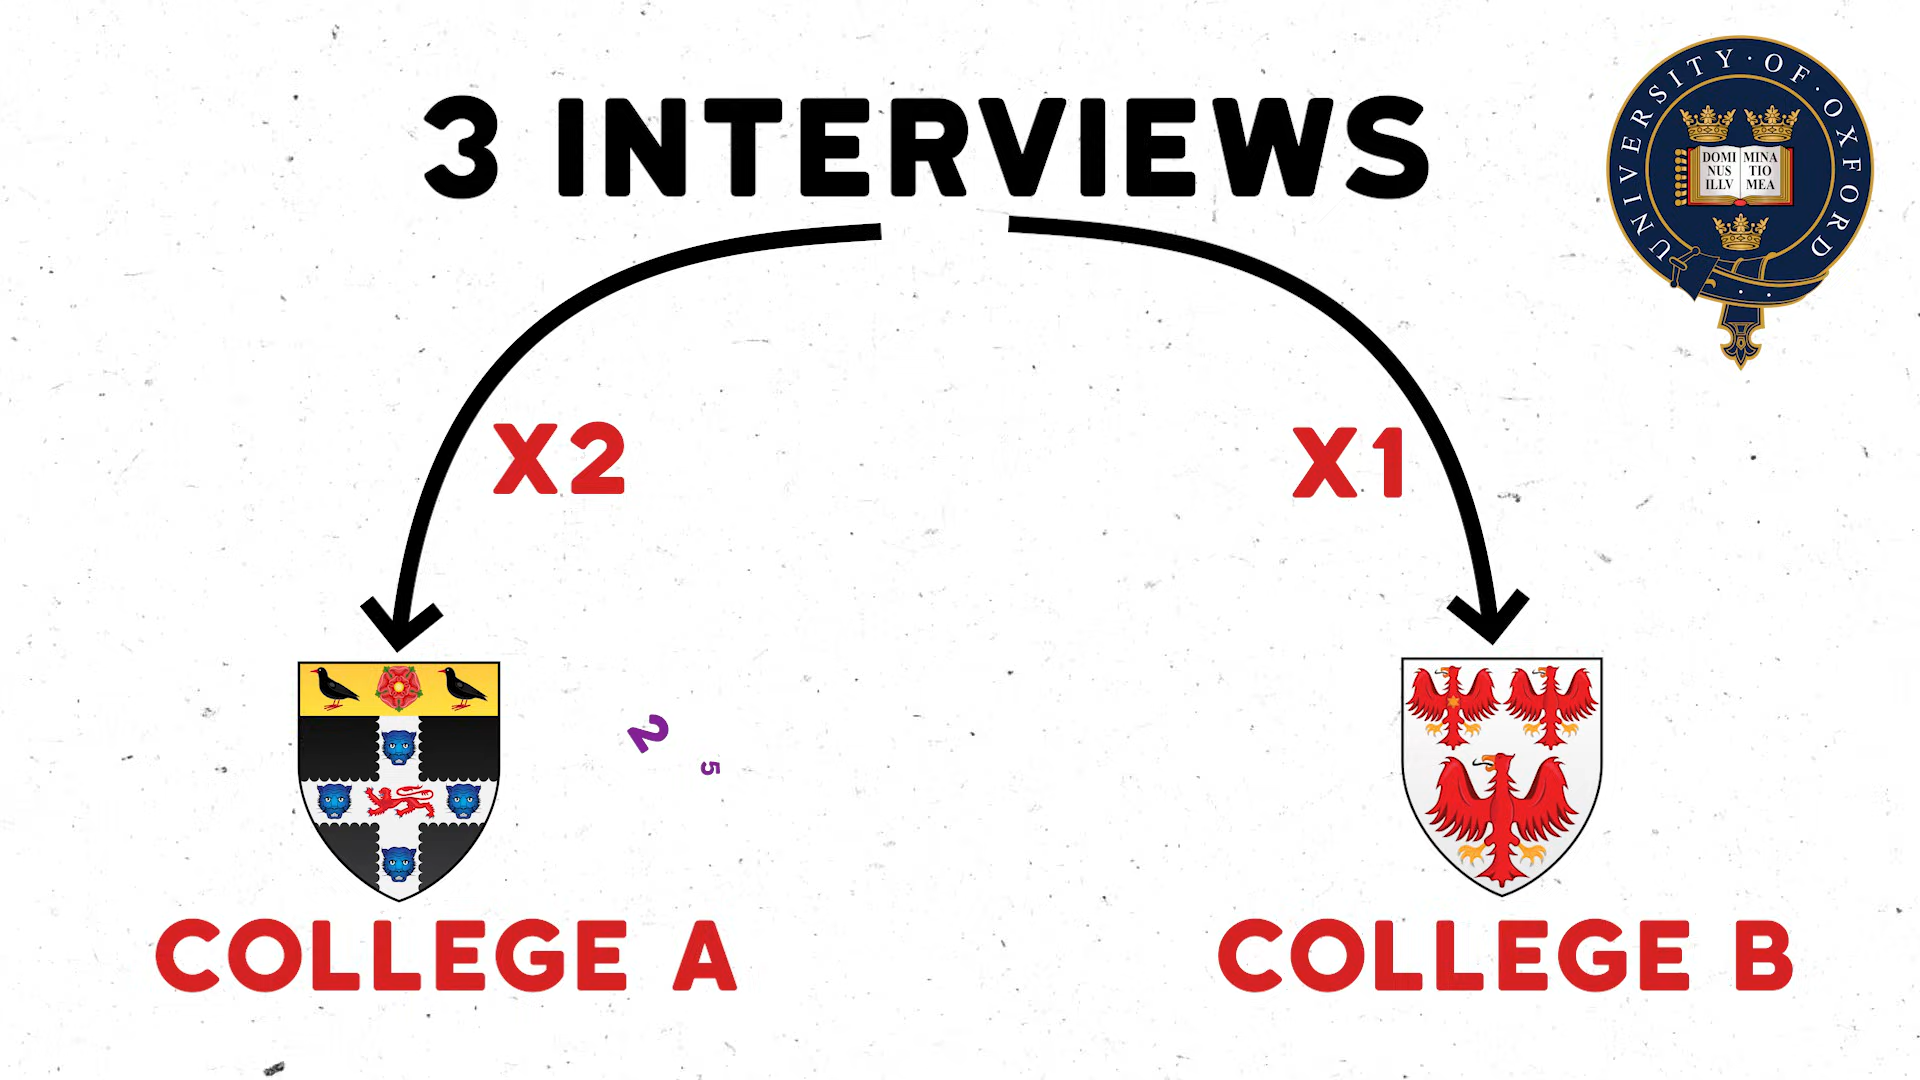 3 INTERVIEWS
UNIVERSITY·OF·OXFORD
DOMI MINA
NUS TIO
ILLV MEA
X2
X1
2
5
COLLEGE A
COLLEGE B